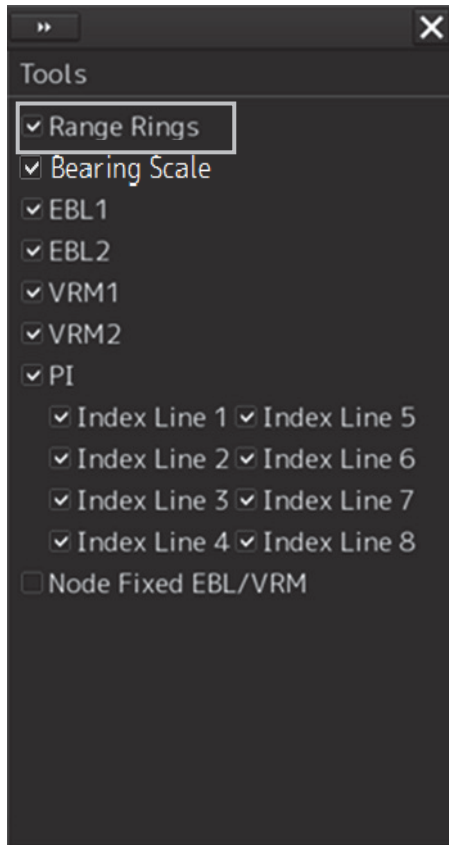 Tools
Range Rings
Bearing Scale
EBL1
EBL2
VRM1
VRM2
PI
Index Line 1 Index Line 5
Index Line 2 Index Line 6
Index Line 3 Index Line 7
Index Line 4 Index Line 8
Node Fixed EBL/VRM